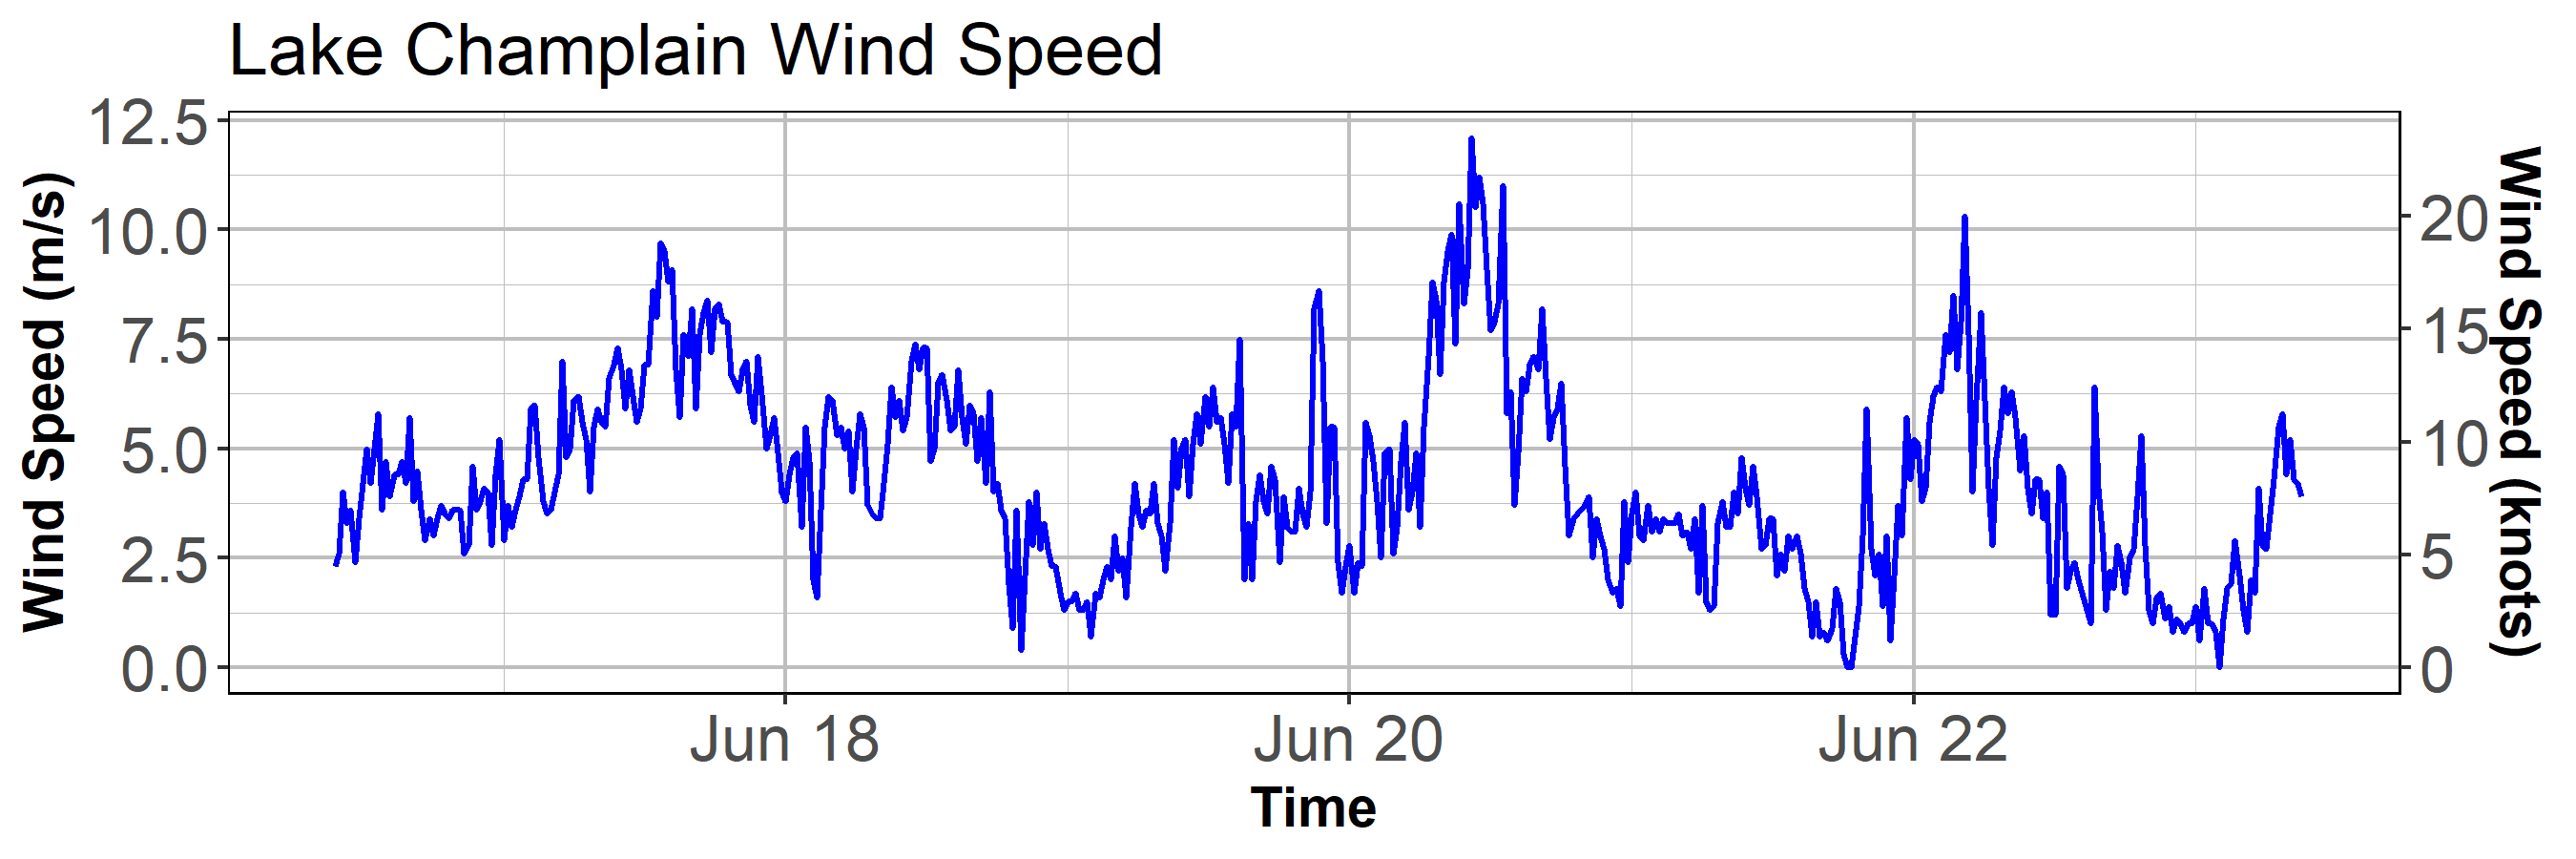 Lake Champlain Wind Speed
12.5
10.0
7.5
5.0
2.5
0.0
Wind Speed (m/s)
20
15
10
5
0
Wind Speed (knots)
Jun 18
Jun 20
Jun 22
Time